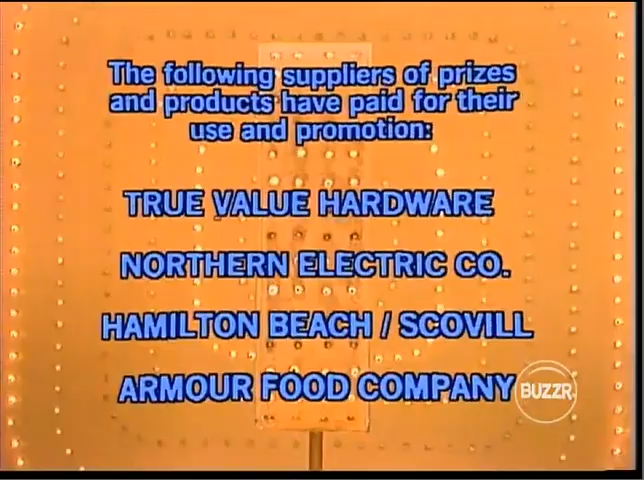 The following suppliers of prizes
and products have paid for their
use and promotion:
TRUE VALUE HARDWARE
NORTHERN ELECTRIC CO.
HAMILTON BEACH / SCOVILL
ARMOUR FOOD COMPANY
BUZZR